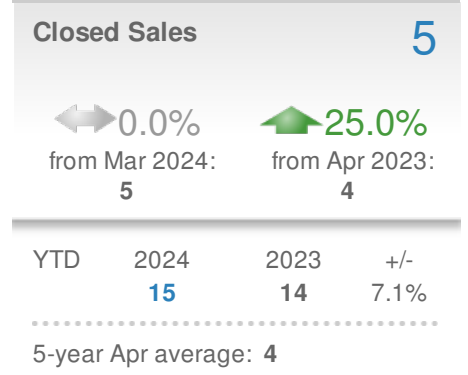 Closed Sales 5
0.0% 25.0%
from Mar 2024: from Apr 2023:
5 4
YTD 2024 2023 +/-
15 14 7.1%
5-year Apr average: 4